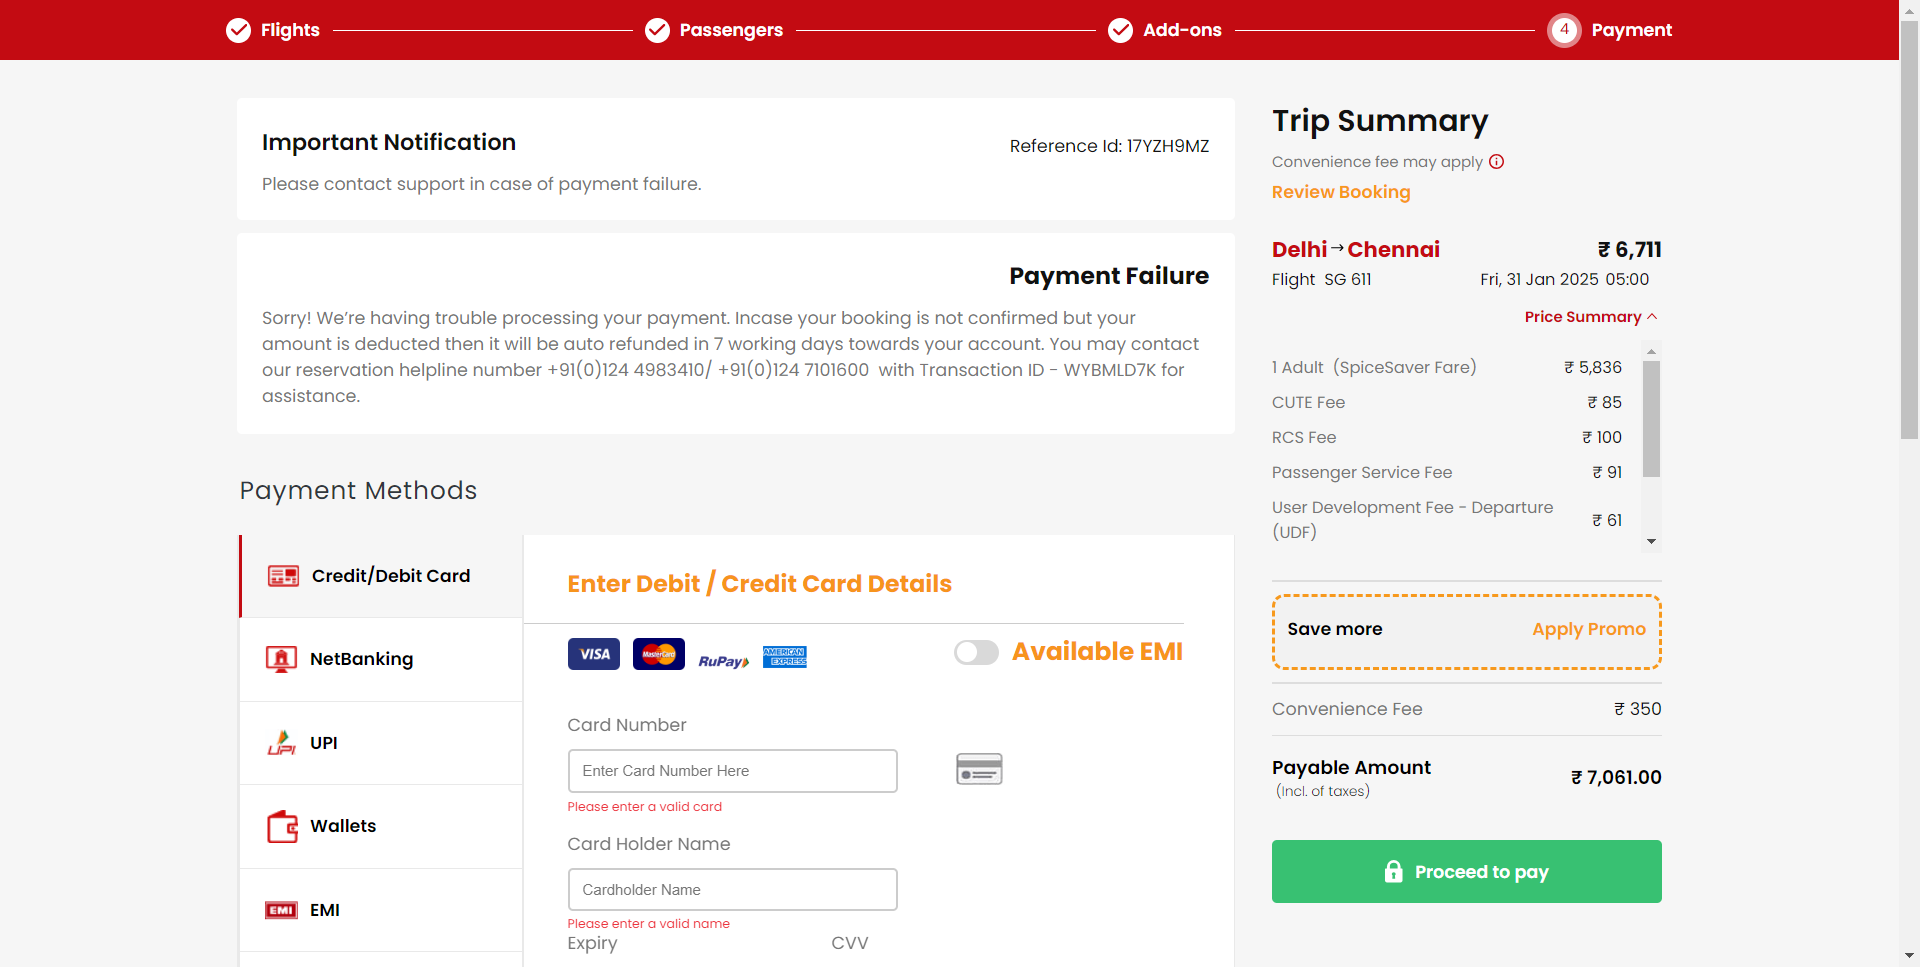 Flights
Passengers
Add-ons
4
Payment
Important Notification
Reference Id: 17YZH9MZ
Please contact support in case of payment failure.
Payment Failure
Sorry! We’re having trouble processing your payment. Incase your booking is not confirmed but your
amount is deducted then it will be auto refunded in 7 working days towards your account. You may contact
our reservation helpline number +91(0)124 4983410/ +91(0)124 7101600 with Transaction ID - WYBMLD7K for
assistance.
Payment Methods
Credit/Debit Card
NetBanking
UPI
UPI
Wallets
EMI
EMI
Enter Debit / Credit Card Details
VISA
MasterCard
RuPay
AMERICAN
EXPRESS
Available EMI
Card Number
Enter Card Number Here
Please enter a valid card
Card Holder Name
Cardholder Name
Please enter a valid name
Expiry
CVV
Trip Summary
Convenience fee may apply
Review Booking
Delhi → Chennai
₹ 6,711
Flight SG 611
Fri, 31 Jan 2025 05:00
Price Summary
1 Adult (SpiceSaver Fare)
₹ 5,836
CUTE Fee
₹ 85
RCS Fee
₹ 100
Passenger Service Fee
₹ 91
User Development Fee - Departure
(UDF)
₹ 61
Save more
Apply Promo
Convenience Fee
₹ 350
Payable Amount
(incl. of taxes)
₹ 7,061.00
Proceed to pay